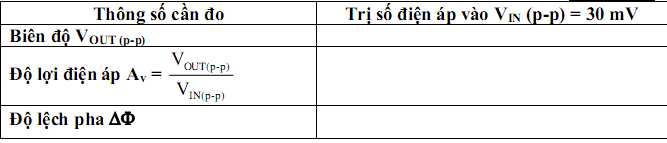 Thông số cần đo Trị số điện áp vào V_IN (p-p) = 30 mV
Biên độ V_OUT (p-p)
Độ lợi điện áp A_v = V_OUT(p-p) / V_IN(p-p)
Độ lệch pha ΔΦ